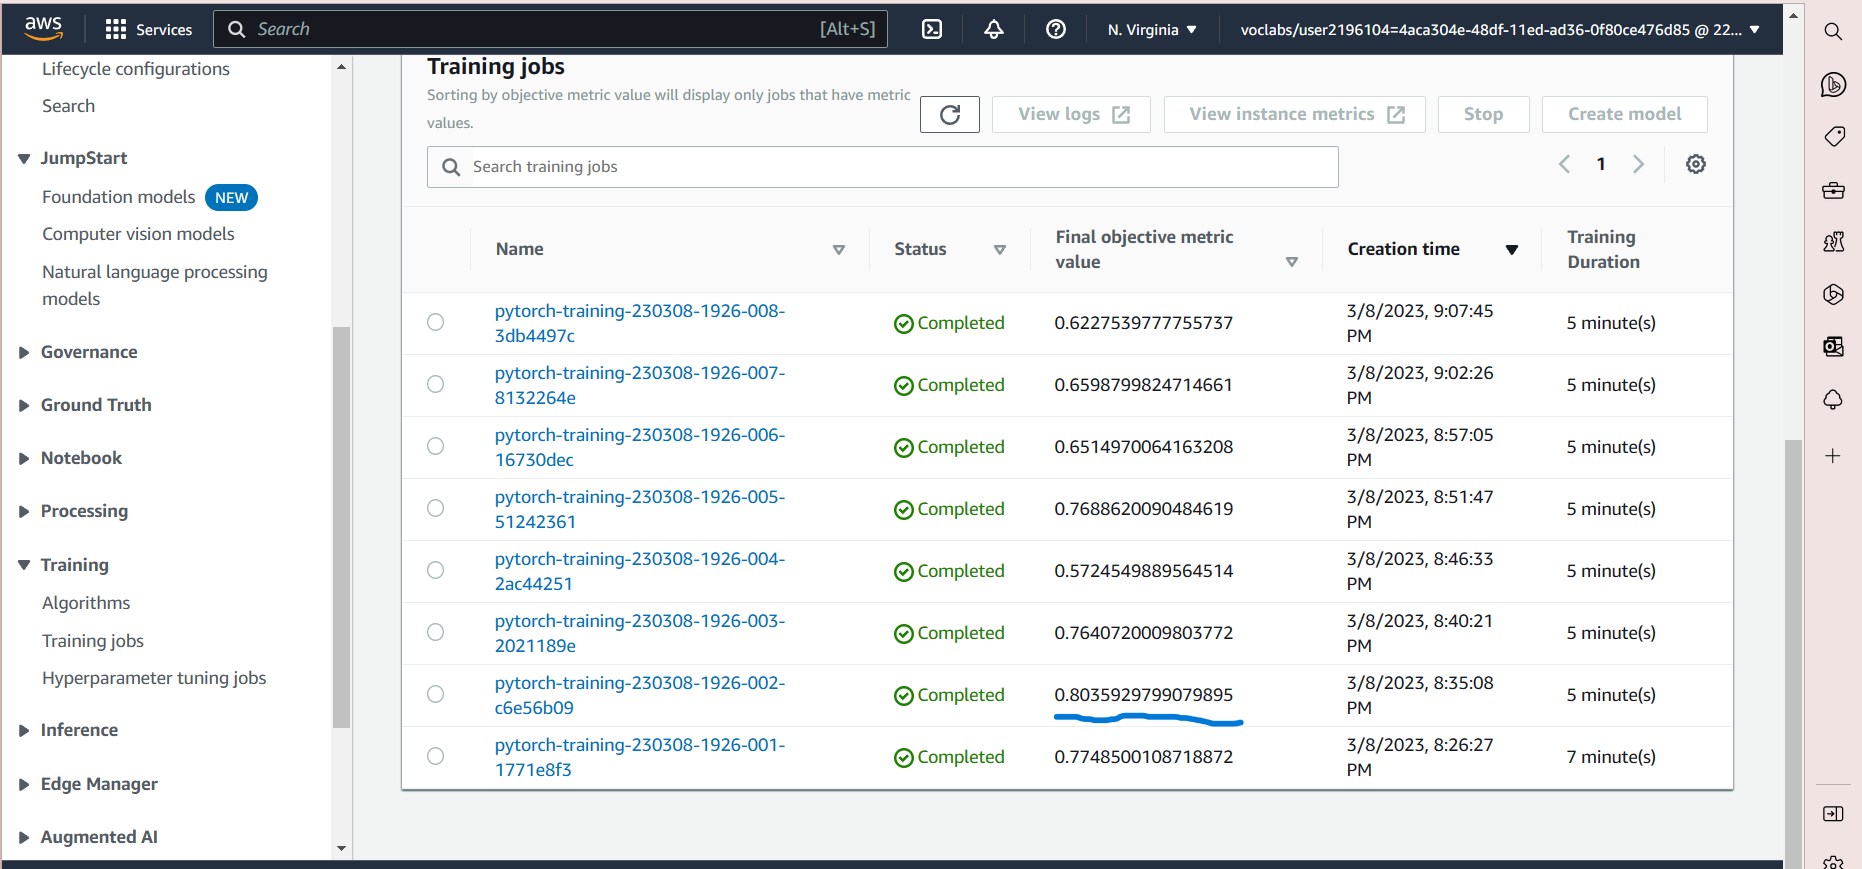 aws
Services
Search
[Alt+S]
N. Virginia
voclabs/user2196104=4aca304e-48df-11ed-ad36-0f80ce476d85 @ 22...
Lifecycle configurations
Search
JumpStart
Foundation models NEW
Computer vision models
Natural language processing
models
Governance
Ground Truth
Notebook
Processing
Training
Algorithms
Training jobs
Hyperparameter tuning jobs
Inference
Edge Manager
Augmented AI
Training jobs
Sorting by objective metric value will display only jobs that have metric
values.
View logs
View instance metrics
Stop
Create model
Search training jobs
1
Name
Status
Final objective metric
value
Creation time
Training
Duration
pytorch-training-230308-1926-008-
3db4497c
Completed
0.6227539777755737
3/8/2023, 9:07:45
PM
5 minute(s)
pytorch-training-230308-1926-007-
8132264e
Completed
0.6598799824714661
3/8/2023, 9:02:26
PM
5 minute(s)
pytorch-training-230308-1926-006-
16730dec
Completed
0.6514970064163208
3/8/2023, 8:57:05
PM
5 minute(s)
pytorch-training-230308-1926-005-
51242361
Completed
0.7688620090484619
3/8/2023, 8:51:47
PM
5 minute(s)
pytorch-training-230308-1926-004-
2ac44251
Completed
0.5724549889564514
3/8/2023, 8:46:33
PM
5 minute(s)
pytorch-training-230308-1926-003-
2021189e
Completed
0.7640720009803772
3/8/2023, 8:40:21
PM
5 minute(s)
pytorch-training-230308-1926-002-
c6e56b09
Completed
0.8035929799079895
3/8/2023, 8:35:08
PM
5 minute(s)
pytorch-training-230308-1926-001-
1771e8f3
Completed
0.7748500108718872
3/8/2023, 8:26:27
PM
7 minute(s)